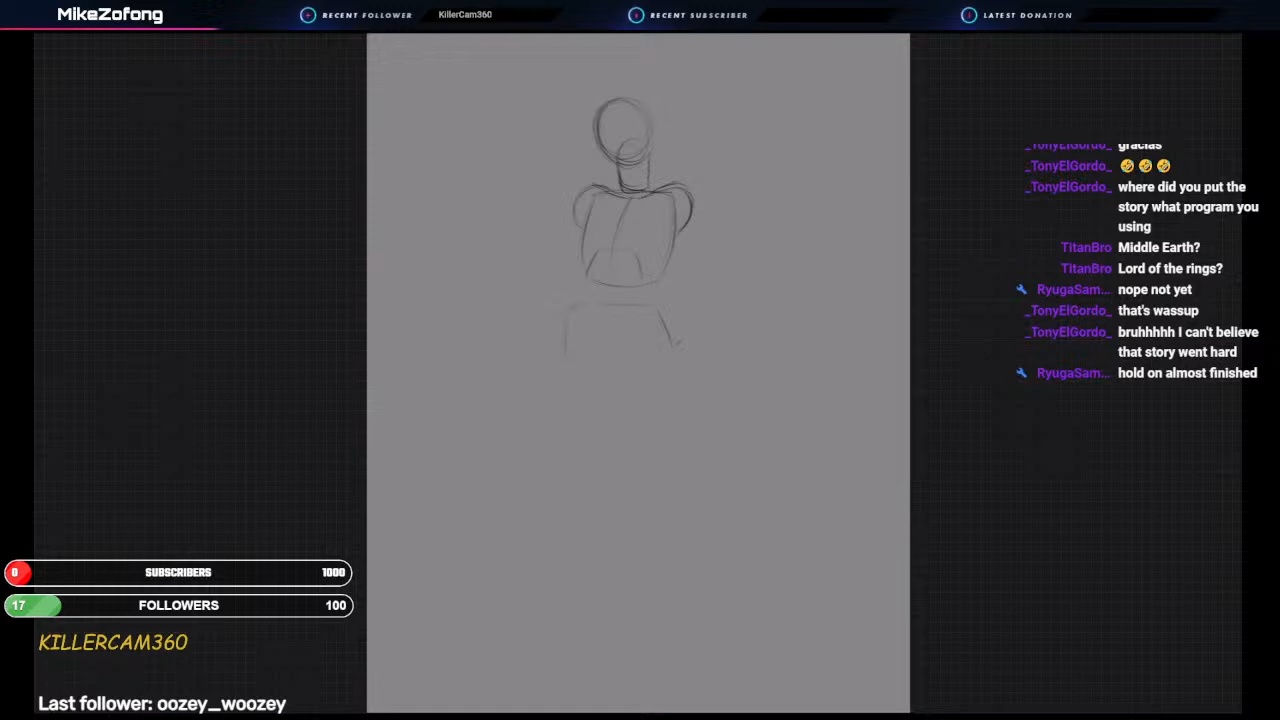 MikeZofong
RECENT FOLLOWER
KillerCam360
RECENT SUBSCRIBER
LATEST DONATION
_TonyElGordo_ gracias
_TonyElGordo_ 🤣 🤣 🤣
_TonyElGordo_ where did you put the
story what program you
using
TitanBro Middle Earth?
TitanBro Lord of the rings?
RyugaSam... nope not yet
_TonyElGordo_ that's wassup
_TonyElGordo_ bruhhhhh I can't believe
that story went hard
RyugaSam... hold on almost finished
0 SUBSCRIBERS 1000
17 FOLLOWERS 100
KILLERCAM360
Last follower: oozey_woozey